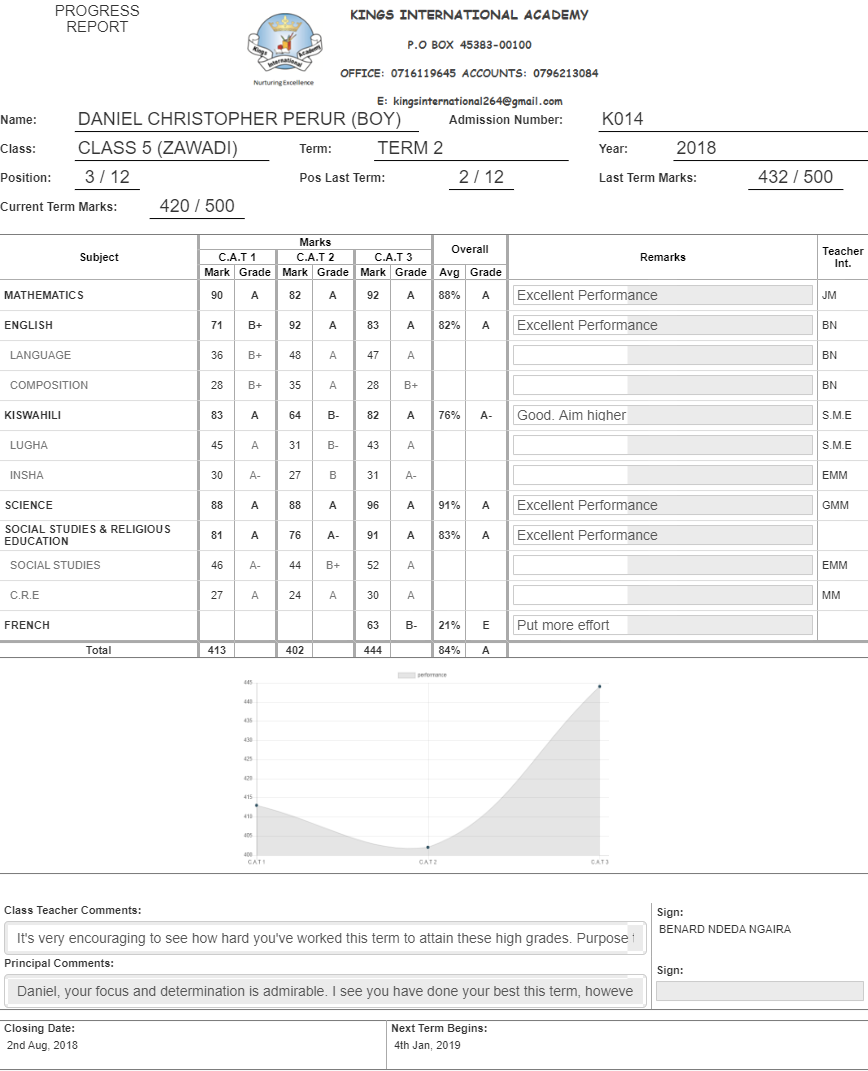 PROGRESS
REPORT
KINGS INTERNATIONAL ACADEMY
P.O BOX 45383-00100
OFFICE: 0716119645 ACCOUNTS: 0796213084
E: kingsinternational264@gmail.com
Kings International Academy
Nurturing Excellence
Name: DANIEL CHRISTOPHER PERUR (BOY) Admission Number: K014
Class: CLASS 5 (ZAWADI) Term: TERM 2 Year: 2018
Position: 3 / 12 Pos Last Term: 2 / 12 Last Term Marks: 432 / 500
Current Term Marks: 420 / 500
Subject Marks Overall Remarks Teacher Int.
C.A.T 1 C.A.T 2 C.A.T 3
Mark Grade Mark Grade Mark Grade Avg Grade
MATHEMATICS 90 A 82 A 92 A 88% A Excellent Performance JM
ENGLISH 71 B+ 92 A 83 A 82% A Excellent Performance BN
LANGUAGE 36 B+ 48 A 47 A BN
COMPOSITION 28 B+ 35 A 28 B+ BN
KISWAHILI 83 A 64 B- 82 A 76% A- Good. Aim higher S.M.E
LUGHA 45 A 31 B- 43 A S.M.E
INSHA 30 A- 27 B 31 A- EMM
SCIENCE 88 A 88 A 96 A 91% A Excellent Performance GMM
SOCIAL STUDIES & RELIGIOUS
EDUCATION 81 A 76 A- 91 A 83% A Excellent Performance
SOCIAL STUDIES 46 A- 44 B+ 52 A EMM
C.R.E 27 A 24 A 30 A MM
FRENCH 63 B- 21% E Put more effort
Total 413 402 444 84% A
performance
445
440
435
430
425
420
415
410
405
400
C.A.T 1 C.A.T 2 C.A.T 3
Class Teacher Comments:
It's very encouraging to see how hard you've worked this term to attain these high grades. Purpose
Sign:
BENARD NDEDA NGAIRA
Principal Comments:
Daniel, your focus and determination is admirable. I see you have done your best this term, howeve
Sign:
Closing Date: Next Term Begins:
2nd Aug, 2018 4th Jan, 2019